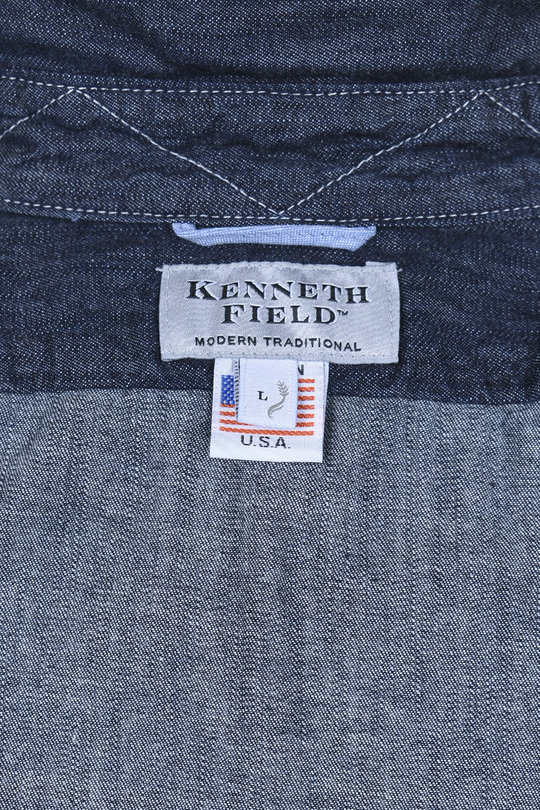 KENNETH
FIELD™
MODERN TRADITIONAL
N
L
U.S.A.